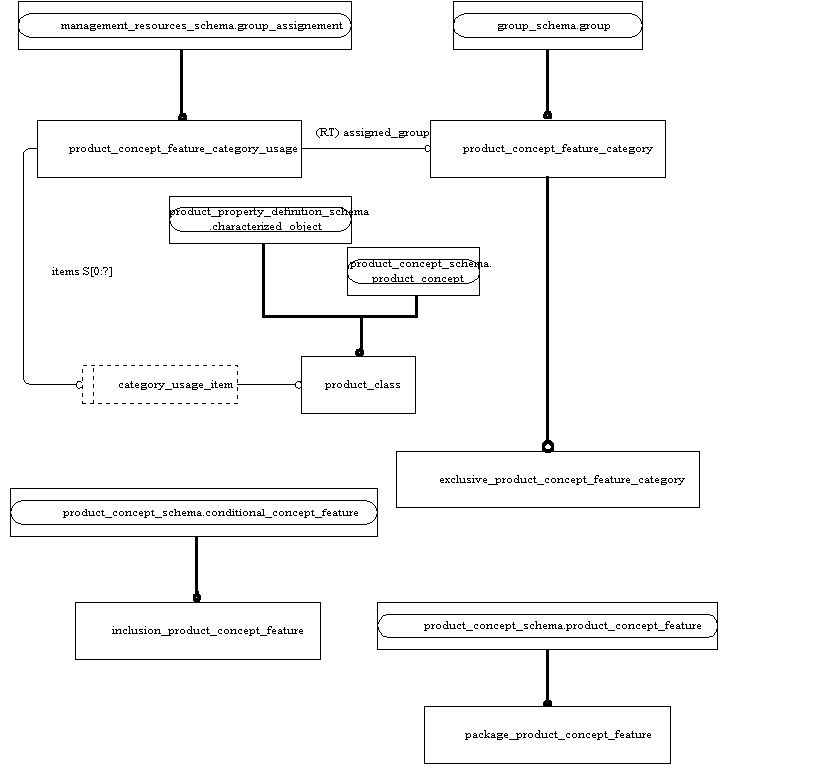 management_resources_schema.group_assignement
group_schema.group
(RT) assigned_group
product_concept_feature_category_usage
product_concept_feature_category
product_property_definition_schema
.characterized_object
product_concept_schema.
product_concept
items S[0:?]
category_usage_item
product_class
exclusive_product_concept_feature_category
product_concept_schema.conditional_concept_feature
inclusion_product_concept_feature
product_concept_schema.product_concept_feature
package_product_concept_feature